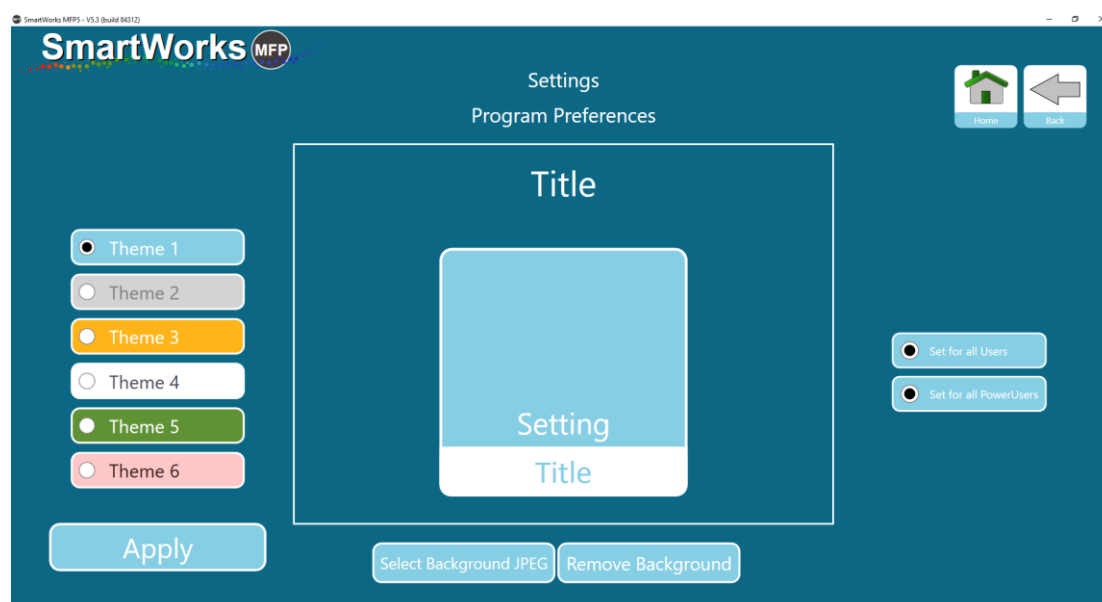 SmartWorks MFP5 - V5.3 (build 84312)
SmartWorks MFP
Settings
Program Preferences
Home
Back
Title
Theme 1
Theme 2
Theme 3
Theme 4
Theme 5
Theme 6
Setting
Title
Set for all Users
Set for all PowerUsers
Apply
Select Background JPEG
Remove Background